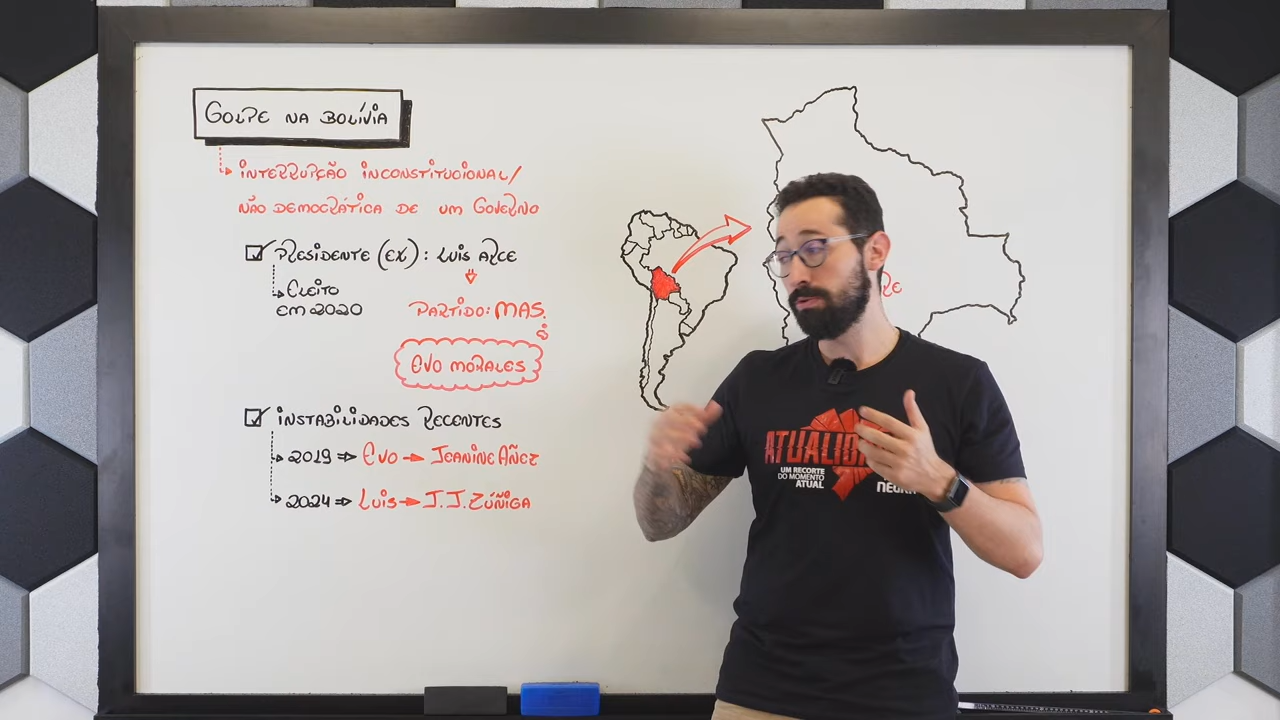 GOLPE NA BOLÍVIA
INTERRUPÇÃO INCONSTITUCIONAL/
NÃO DEMOCRÁTICA DE UM GOVERNO
PRESIDENTE (EX): LUIS ARCE
ELEITO
EM 2020
PARTIDO: MAS.
EVO MORALES
INSTABILIDADES RECENTES
2019 ⇒ EVO → JEANINE AÑEZ
2024 ⇒ LUIS → J.J. ZÚÑIGA
UM RECORTE
DO MOMENTO
ATUAL